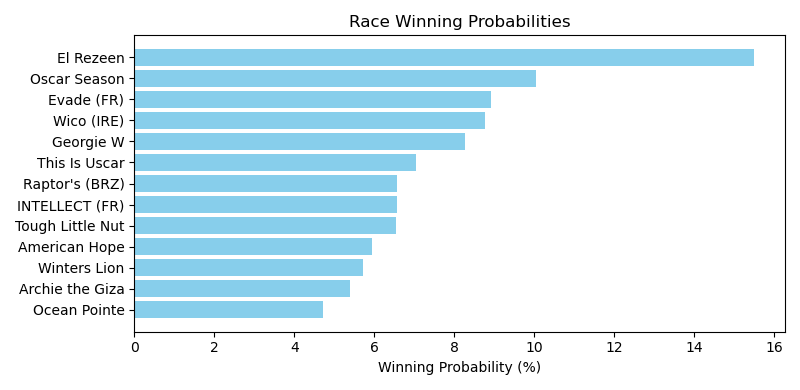 Race Winning Probabilities
El Rezeen
Oscar Season
Evade (FR)
Wico (IRE)
Georgie W
This Is Uscar
Raptor's (BRZ)
INTELLECT (FR)
Tough Little Nut
American Hope
Winters Lion
Archie the Giza
Ocean Pointe
0 2 4 6 8 10 12 14 16
Winning Probability (%)